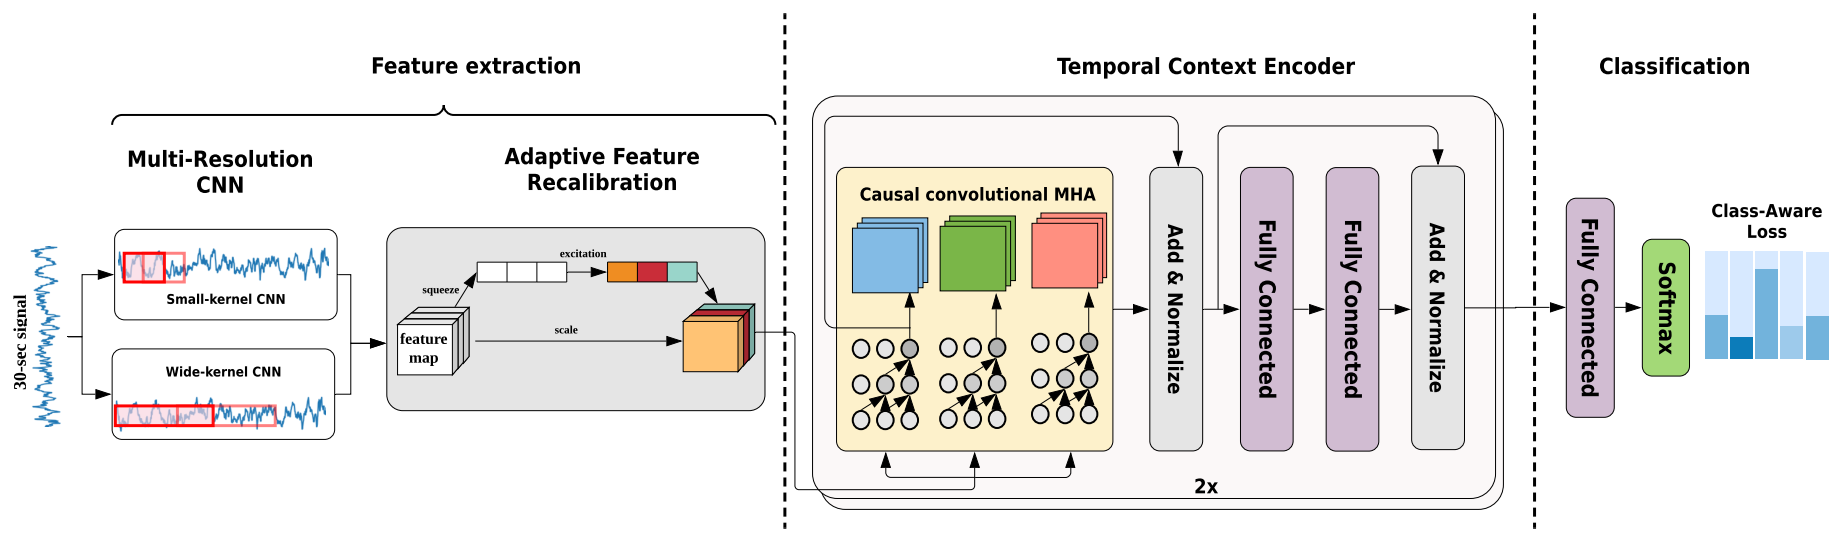 Feature extraction
Temporal Context Encoder
Classification
Multi-Resolution
CNN
Adaptive Feature
Recalibration
30-sec signal
Small-kernel CNN
Wide-kernel CNN
squeeze
excitation
feature
map
scale
Causal convolutional MHA
Add & Normalize
Fully Connected
Fully Connected
Add & Normalize
2x
Fully Connected
Softmax
Class-Aware
Loss